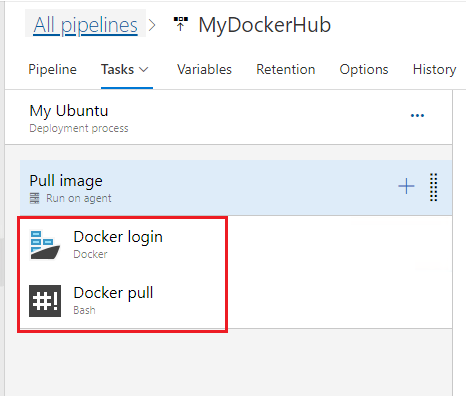 All pipelines > MyDockerHub
Pipeline Tasks Variables Retention Options History
My Ubuntu
Deployment process
Pull image
Run on agent
Docker login
Docker
#! Docker pull
Bash